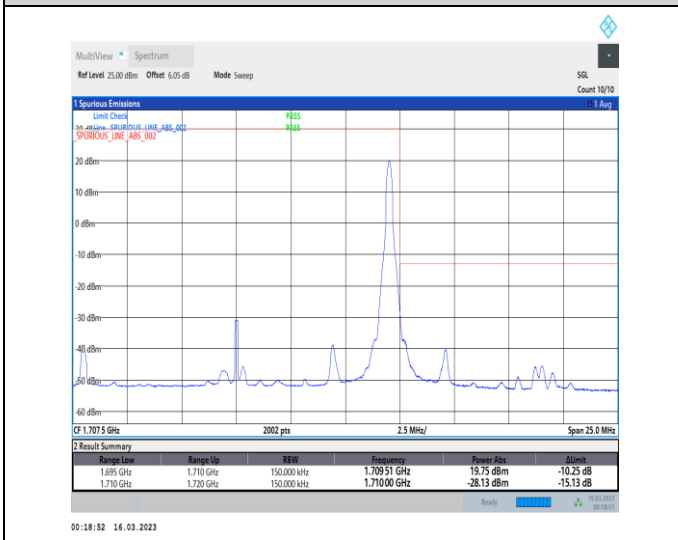 MultiView Spectrum
Ref Level 25.00 dBm Offset 6.05 dB Mode Sweep SGL
Count 10/10
1 Spurious Emissions 1 Avg
Limit Check PASS
Line _SPURIOUS_LINE_ABS_002 PASS
_SPURIOUS_LINE_ABS_002
20 dBm
10 dBm
0 dBm
-10 dBm
-20 dBm
-30 dBm
-40 dBm
-50 dBm
-60 dBm
CF 1.707 5 GHz 2002 pts 2.5 MHz/ Span 25.0 MHz
2 Result Summary
Range Low Range Up RBW Frequency Power Abs ΔLimit
1.695 GHz 1.710 GHz 150.000 kHz 1.709 51 GHz 19.75 dBm -10.25 dB
1.710 GHz 1.720 GHz 150.000 kHz 1.710 00 GHz -28.13 dBm -15.13 dB
Ready 16.03.2023
00:18:51
00:18:52 16.03.2023